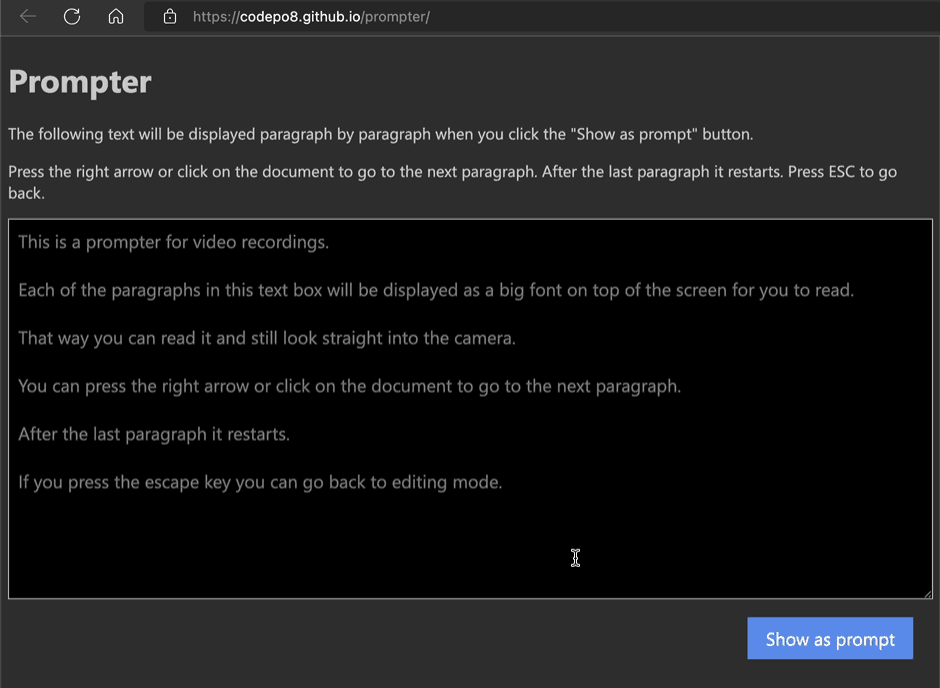 https://codepo8.github.io/prompter/
Prompter
The following text will be displayed paragraph by paragraph when you click the "Show as prompt" button.
Press the right arrow or click on the document to go to the next paragraph. After the last paragraph it restarts. Press ESC to go
back.
This is a prompter for video recordings.
Each of the paragraphs in this text box will be displayed as a big font on top of the screen for you to read.
That way you can read it and still look straight into the camera.
You can press the right arrow or click on the document to go to the next paragraph.
After the last paragraph it restarts.
If you press the escape key you can go back to editing mode.
Show as prompt